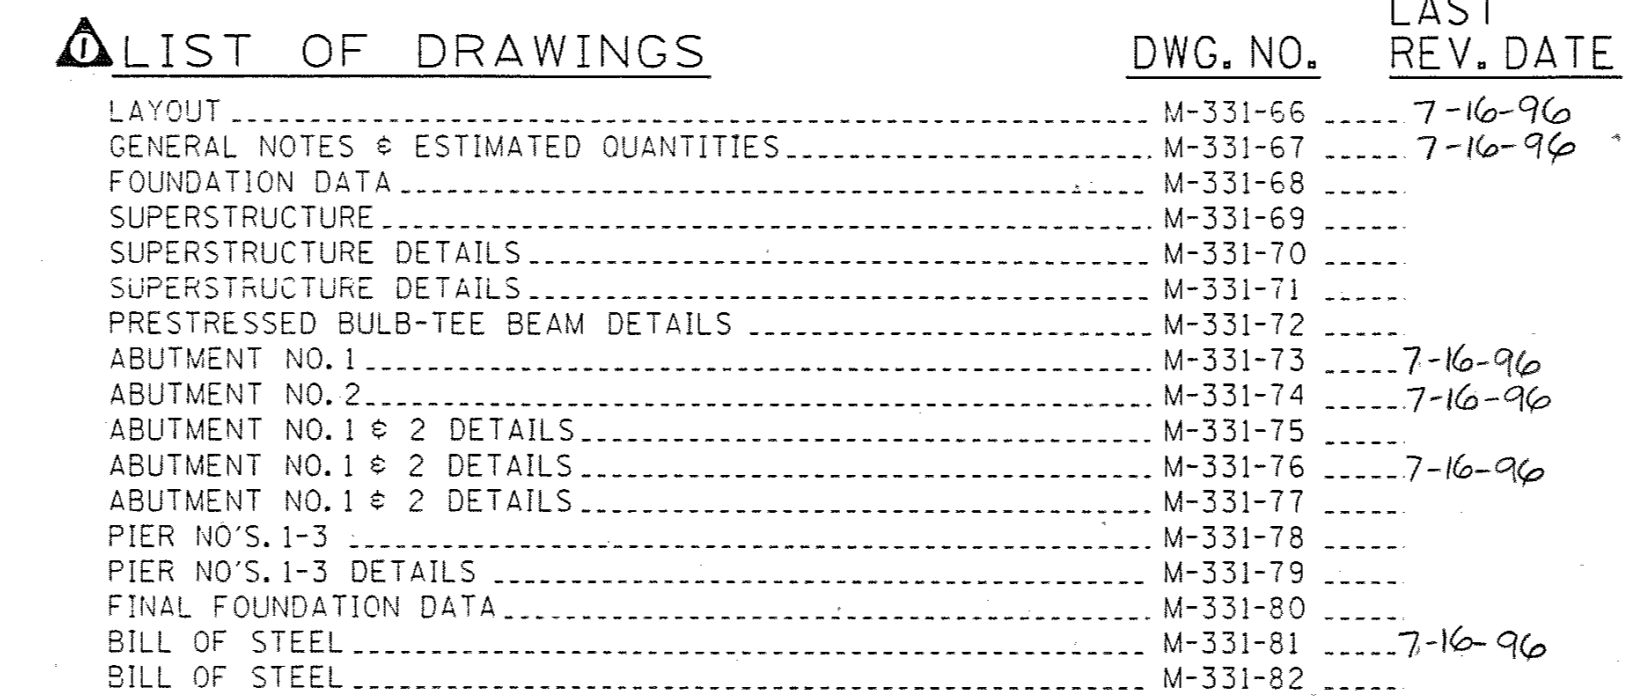 LAST
1 LIST OF DRAWINGS DWG. NO. REV. DATE
LAYOUT M-331-66 7-16-96
GENERAL NOTES & ESTIMATED QUANTITIES M-331-67 7-16-96
FOUNDATION DATA M-331-68
SUPERSTRUCTURE M-331-69
SUPERSTRUCTURE DETAILS M-331-70
SUPERSTRUCTURE DETAILS M-331-71
PRESTRESSED BULB-TEE BEAM DETAILS M-331-72
ABUTMENT NO. 1 M-331-73 7-16-96
ABUTMENT NO. 2 M-331-74 7-16-96
ABUTMENT NO. 1 & 2 DETAILS M-331-75
ABUTMENT NO. 1 & 2 DETAILS M-331-76 7-16-96
ABUTMENT NO. 1 & 2 DETAILS M-331-77
PIER NO'S. 1-3 M-331-78
PIER NO'S. 1-3 DETAILS M-331-79
FINAL FOUNDATION DATA M-331-80
BILL OF STEEL M-331-81 7-16-96
BILL OF STEEL M-331-82